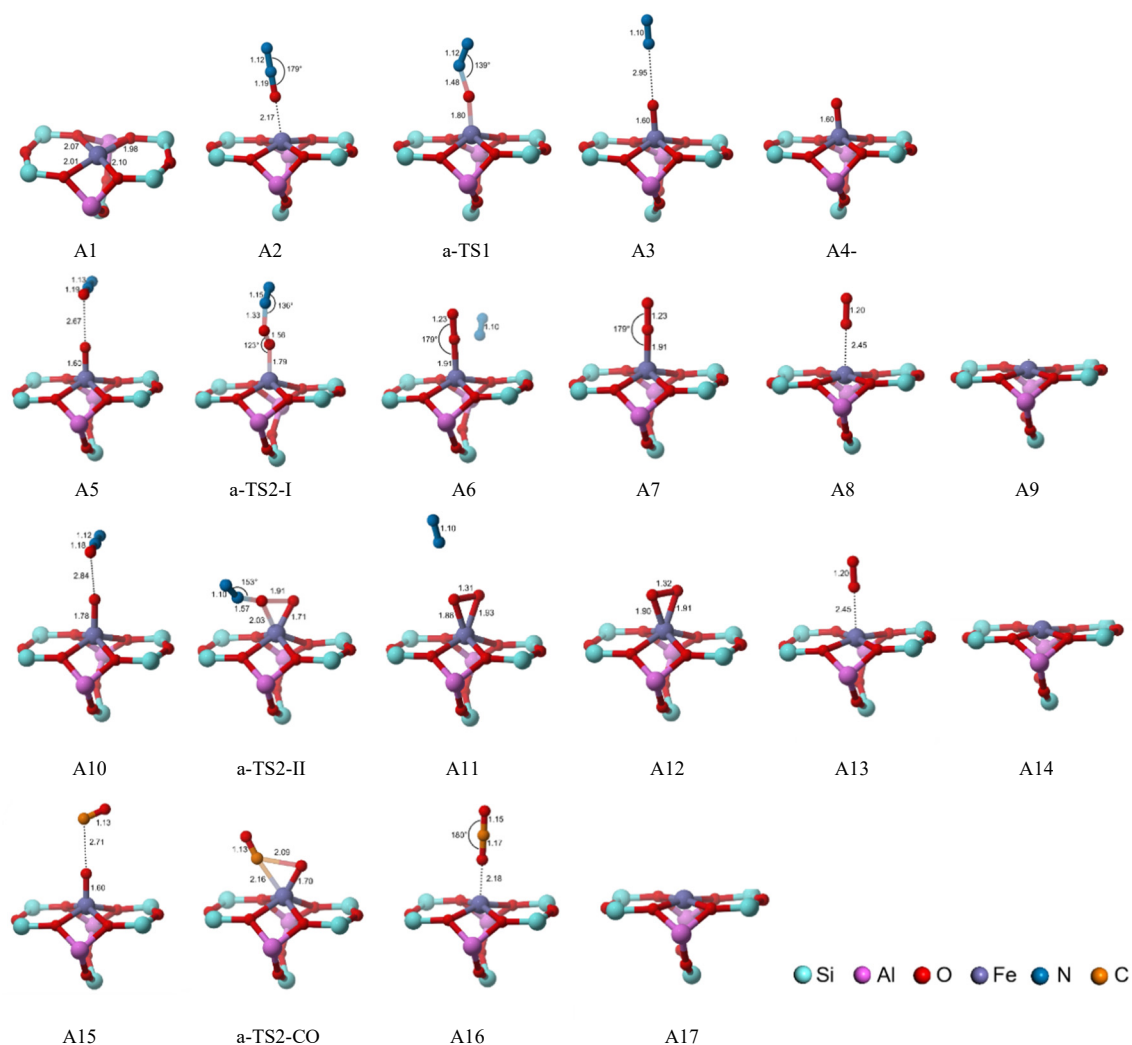 1.12
179°
1.19
2.17
1.12
139°
1.48
1.80
1.10
2.95
1.60
1.60
2.07
1.98
2.01
2.10
A1
A2
a-TS1
A3
A4-
1.13
1.19
2.67
1.60
1.15
136°
1.33
1.56
123°
1.79
1.23
1.10
179°
1.91
1.23
179°
1.91
1.20
2.45
A5
a-TS2-I
A6
A7
A8
A9
1.12
1.18
2.84
1.78
153°
1.91
1.10
1.57
1.71
2.03
1.10
1.31
1.88
1.93
1.32
1.90
1.91
1.20
2.45
A10
a-TS2-II
A11
A12
A13
A14
1.13
2.71
1.60
1.13
2.09
2.16
1.70
1.15
180°
1.17
2.18
Si Al O Fe N C
A15
a-TS2-CO
A16
A17